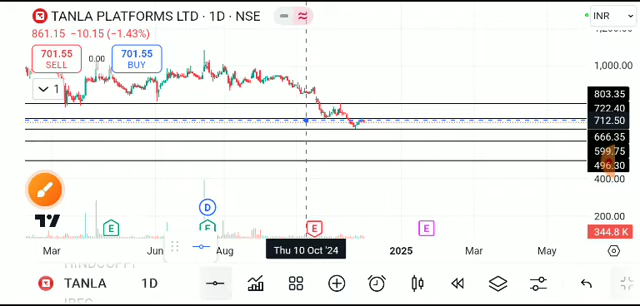 TANLA PLATFORMS LTD · 1D · NSE
INR
861.15 −10.15 (−1.43%)
1,000.00
701.55
SELL
0.00
701.55
BUY
1
803.35
722.40
712.50
666.35
599.75
496.30
400.00
200.00
344.8 K
D
E
E
E
E
Mar
Jun
Aug
Thu 10 Oct '24
2025
Mar
May
TANLA
1D